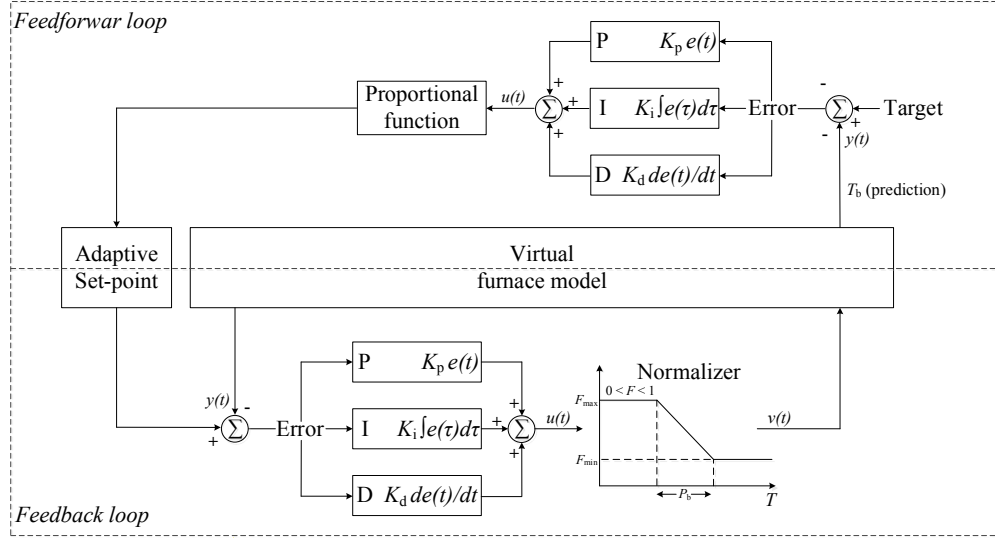 Feedforwar loop
P K_p e(t)
-
+
Proportional
function
u(t)
∑
+
I K_i ∫e(τ)dτ
Error
∑
Target
+
-
y(t)
+
D K_d de(t)/dt
T_b (prediction)
Adaptive
Set-point
Virtual
furnace model
P K_p e(t)
Normalizer
y(t)
-
+
F_max
0 < F < 1
∑
Error
I K_i ∫e(τ)dτ
+
∑
u(t)
v(t)
+
+
F_min
D K_d de(t)/dt
P_b
T
Feedback loop